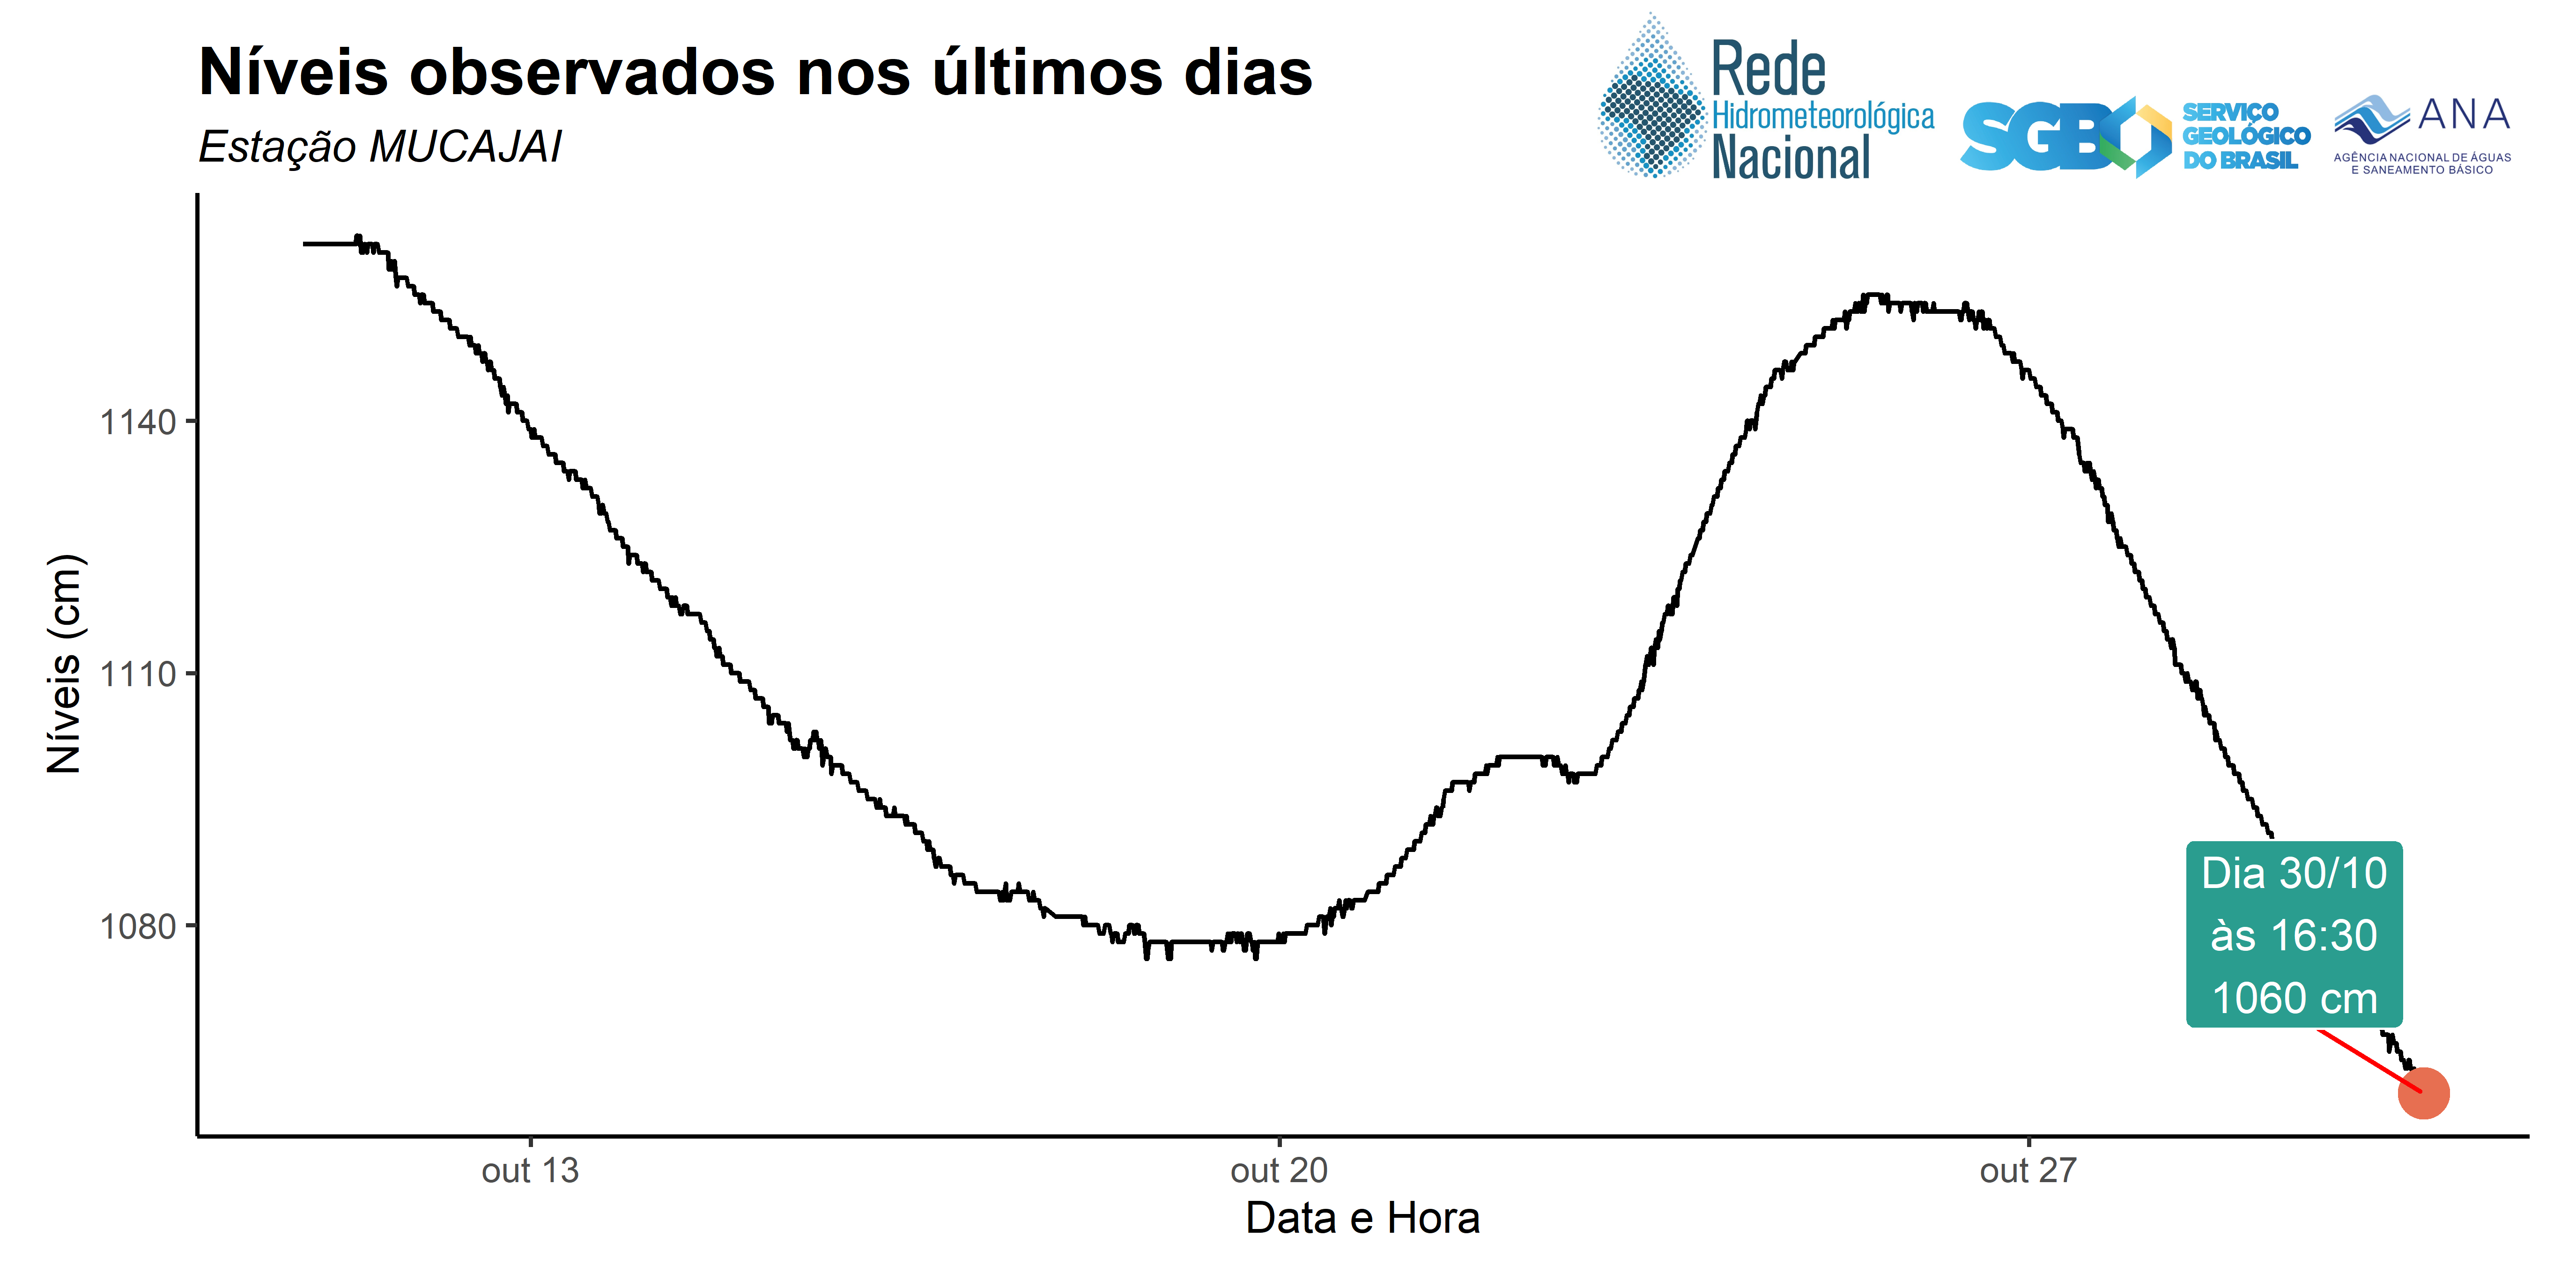 Níveis observados nos últimos dias
Estação MUCAJAI
Rede
Hidrometeorológica
Nacional
SGB
SERVIÇO
GEOLÓGICO
DO BRASIL
ANA
AGÊNCIA NACIONAL DE ÁGUAS
E SANEAMENTO BÁSICO
Níveis (cm)
1140
1110
1080
Dia 30/10
às 16:30
1060 cm
out 13
out 20
out 27
Data e Hora